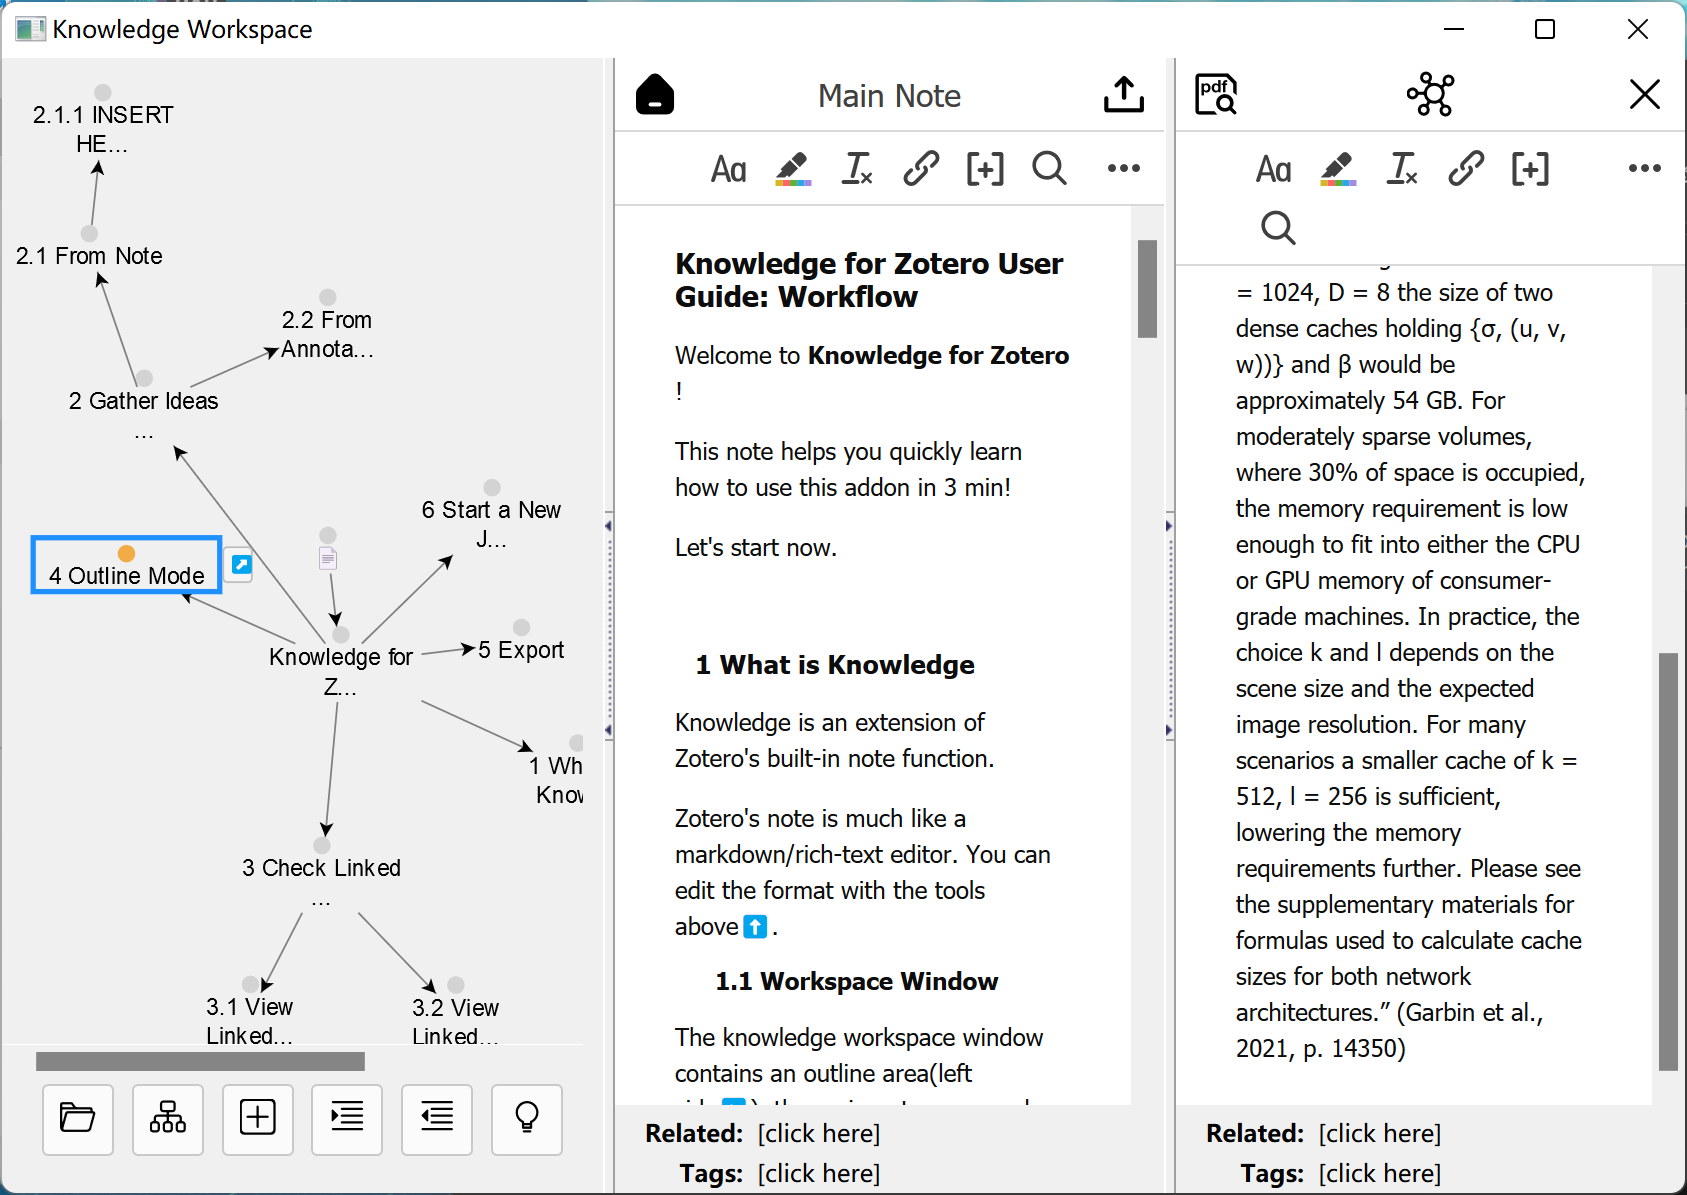 Knowledge Workspace
2.1.1 INSERT
HE...
2.1 From Note
2.2 From
Annota...
2 Gather Ideas
...
6 Start a New
J...
4 Outline Mode
Knowledge for
Z...
5 Export
1 Wh
Know
3 Check Linked
...
3.1 View
Linked...
3.2 View
Linked...
Main Note
Aa
Knowledge for Zotero User
Guide: Workflow
Welcome to Knowledge for Zotero
!
This note helps you quickly learn
how to use this addon in 3 min!
Let's start now.
1 What is Knowledge
Knowledge is an extension of
Zotero's built-in note function.
Zotero's note is much like a
markdown/rich-text editor. You can
edit the format with the tools
above⬆️.
1.1 Workspace Window
The knowledge workspace window
contains an outline area(left
Related: [click here]
Tags: [click here]
pdf
Aa
= 1024, D = 8 the size of two
dense caches holding {σ, (u, v,
w))} and β would be
approximately 54 GB. For
moderately sparse volumes,
where 30% of space is occupied,
the memory requirement is low
enough to fit into either the CPU
or GPU memory of consumer-
grade machines. In practice, the
choice k and l depends on the
scene size and the expected
image resolution. For many
scenarios a smaller cache of k =
512, l = 256 is sufficient,
lowering the memory
requirements further. Please see
the supplementary materials for
formulas used to calculate cache
sizes for both network
architectures.” (Garbin et al.,
2021, p. 14350)
Related: [click here]
Tags: [click here]